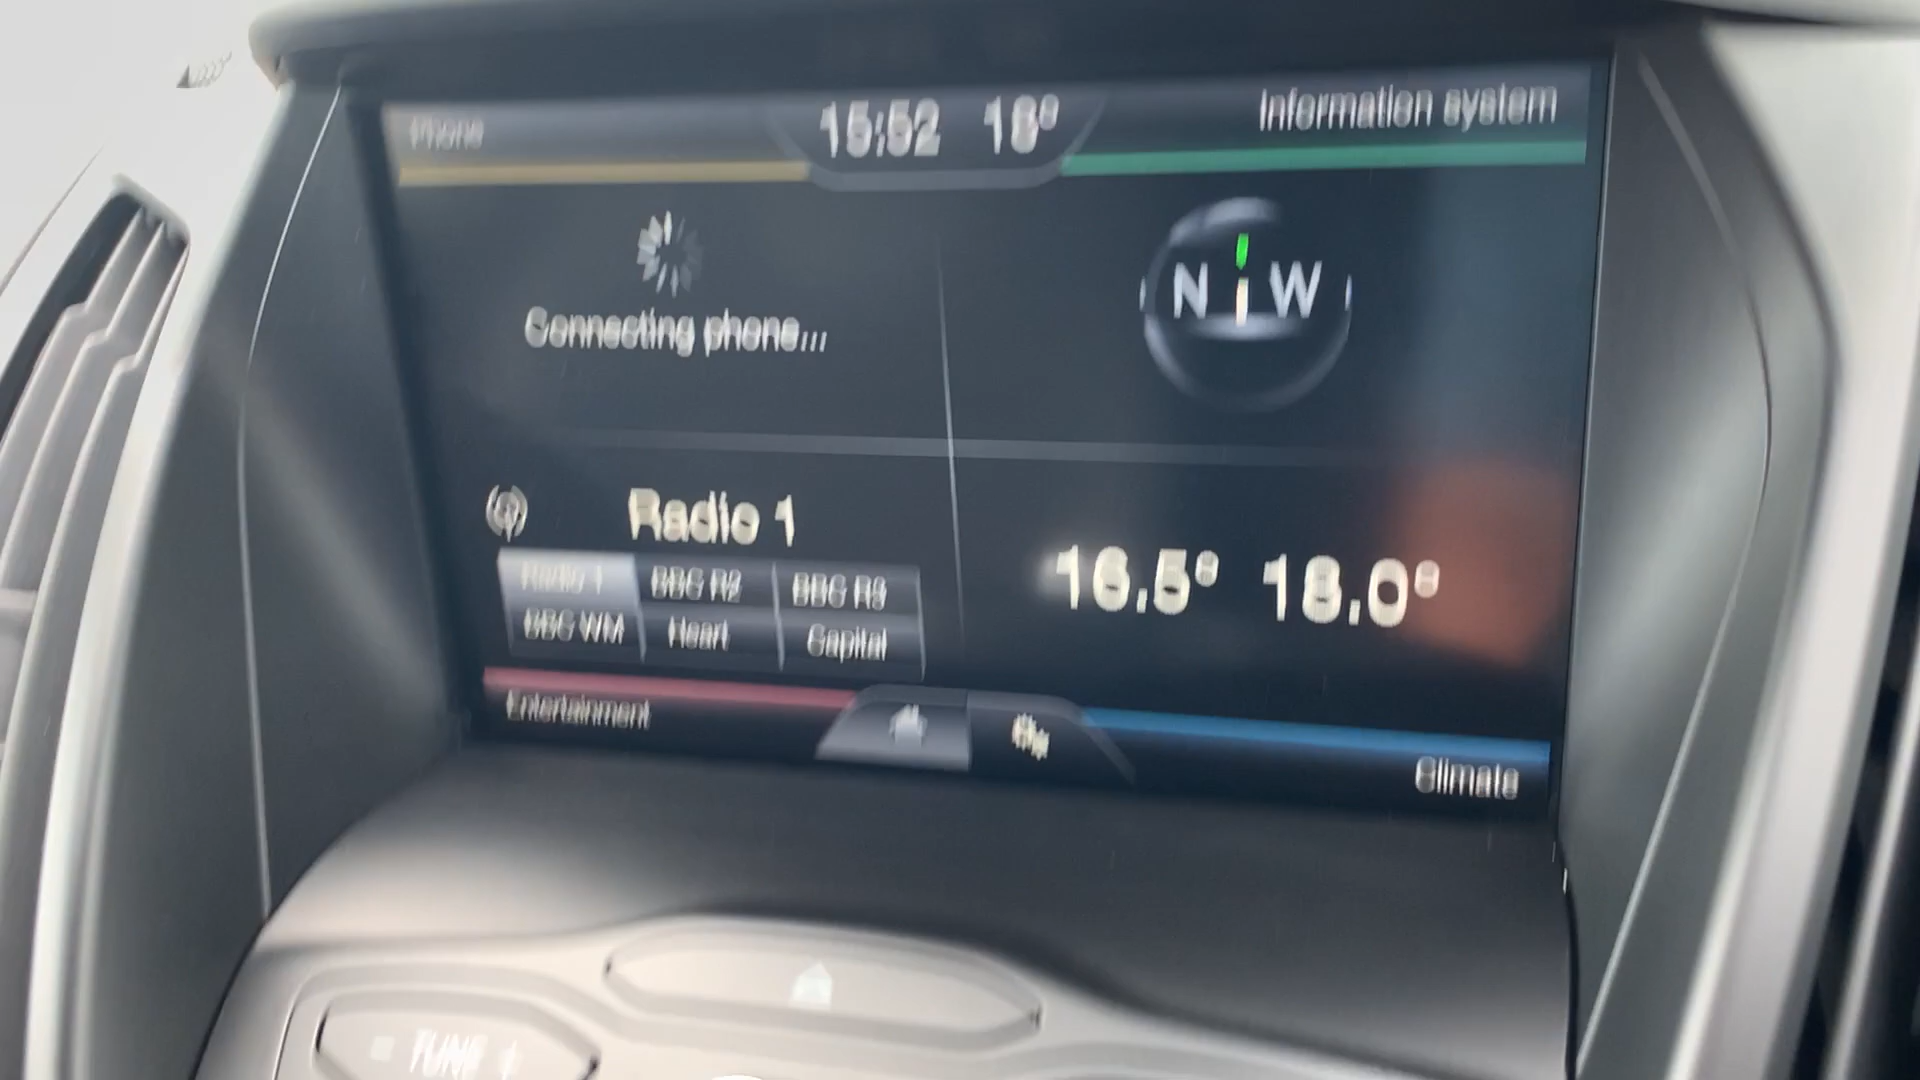 Phone
15:52 18°
Information system
Connecting phone...
N W
Radio 1
Radio 1 BBC R2 BBC R3
BBC WM Heart Capital
16.5° 18.0°
Entertainment
Climate
TUNE